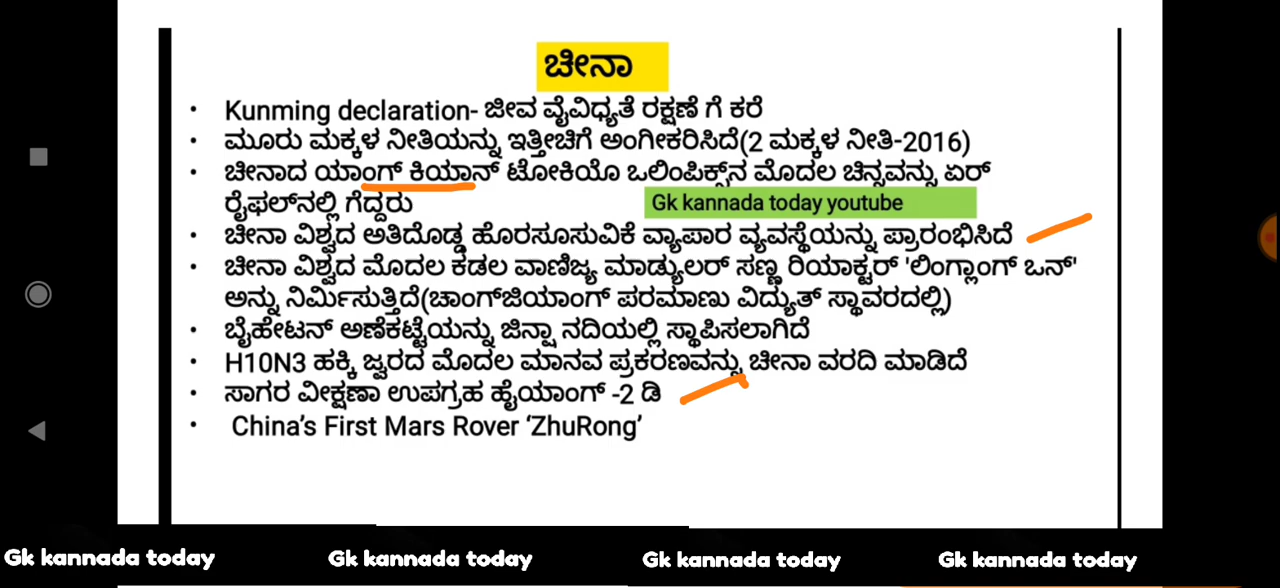 ಚೀನಾ
• Kunming declaration- ಜೀವ ವೈವಿಧ್ಯತೆ ರಕ್ಷಣೆ ಗೆ ಕರೆ
• ಮೂರು ಮಕ್ಕಳ ನೀತಿಯನ್ನು ಇತ್ತೀಚಿಗೆ ಅಂಗೀಕರಿಸಿದೆ(2 ಮಕ್ಕಳ ನೀತಿ-2016)
• ಚೀನಾದ ಯಾಂಗ್ ಕಿಯಾನ್ ಟೋಕಿಯೊ ಒಲಿಂಪಿಕ್ಸ್‌ನ ಮೊದಲ ಚಿನ್ನವನ್ನು ಏರ್
ರೈಫಲ್‌ನಲ್ಲಿ ಗೆದ್ದರು
Gk kannada today youtube
• ಚೀನಾ ವಿಶ್ವದ ಅತಿದೊಡ್ಡ ಹೊರಸೂಸುವಿಕೆ ವ್ಯಾಪಾರ ವ್ಯವಸ್ಥೆಯನ್ನು ಪ್ರಾರಂಭಿಸಿದೆ
• ಚೀನಾ ವಿಶ್ವದ ಮೊದಲ ಕಡಲ ವಾಣಿಜ್ಯ ಮಾಡ್ಯುಲರ್ ಸಣ್ಣ ರಿಯಾಕ್ಟರ್ 'ಲಿಂಗ್ಲಾಂಗ್ ಒನ್'
ಅನ್ನು ನಿರ್ಮಿಸುತ್ತಿದೆ(ಚಾಂಗ್‌ಜಿಯಾಂಗ್ ಪರಮಾಣು ವಿದ್ಯುತ್ ಸ್ಥಾವರದಲ್ಲಿ)
• ಬೈಹೇಟನ್ ಅಣೆಕಟ್ಟೆಯನ್ನು ಜಿನ್ಷಾ ನದಿಯಲ್ಲಿ ಸ್ಥಾಪಿಸಲಾಗಿದೆ
• H10N3 ಹಕ್ಕಿ ಜ್ವರದ ಮೊದಲ ಮಾನವ ಪ್ರಕರಣವನ್ನು ಚೀನಾ ವರದಿ ಮಾಡಿದೆ
• ಸಾಗರ ವೀಕ್ಷಣಾ ಉಪಗ್ರಹ ಹೈಯಾಂಗ್ -2 ಡಿ
• China's First Mars Rover ‘ZhuRong’
Gk kannada today Gk kannada today Gk kannada today Gk kannada today